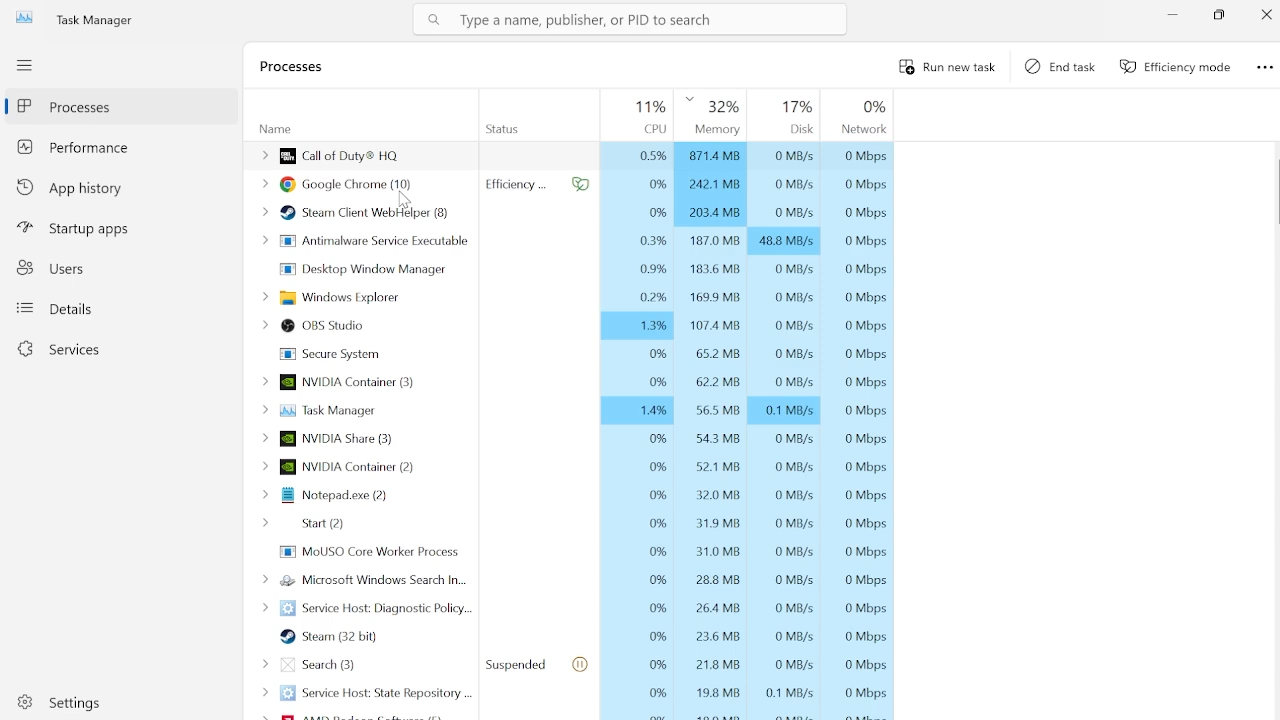 Task Manager
Type a name, publisher, or PID to search
Processes
Run new task
End task
Efficiency mode
Processes
Performance
App history
Startup apps
Users
Details
Services
Settings
11% 32% 17% 0%
Name Status CPU Memory Disk Network
Call of Duty® HQ 0.5% 871.4 MB 0 MB/s 0 Mbps
Google Chrome (10) Efficiency ... 0% 242.1 MB 0 MB/s 0 Mbps
Steam Client WebHelper (8) 0% 203.4 MB 0 MB/s 0 Mbps
Antimalware Service Executable 0.3% 187.0 MB 48.8 MB/s 0 Mbps
Desktop Window Manager 0.9% 183.6 MB 0 MB/s 0 Mbps
Windows Explorer 0.2% 169.9 MB 0 MB/s 0 Mbps
OBS Studio 1.3% 107.4 MB 0 MB/s 0 Mbps
Secure System 0% 65.2 MB 0 MB/s 0 Mbps
NVIDIA Container (3) 0% 62.2 MB 0 MB/s 0 Mbps
Task Manager 1.4% 56.5 MB 0.1 MB/s 0 Mbps
NVIDIA Share (3) 0% 54.3 MB 0 MB/s 0 Mbps
NVIDIA Container (2) 0% 52.1 MB 0 MB/s 0 Mbps
Notepad.exe (2) 0% 32.0 MB 0 MB/s 0 Mbps
Start (2) 0% 31.9 MB 0 MB/s 0 Mbps
MoUSO Core Worker Process 0% 31.0 MB 0 MB/s 0 Mbps
Microsoft Windows Search In... 0% 28.8 MB 0 MB/s 0 Mbps
Service Host: Diagnostic Policy... 0% 26.4 MB 0 MB/s 0 Mbps
Steam (32 bit) 0% 23.6 MB 0 MB/s 0 Mbps
Search (3) Suspended 0% 21.8 MB 0 MB/s 0 Mbps
Service Host: State Repository ... 0% 19.8 MB 0.1 MB/s 0 Mbps